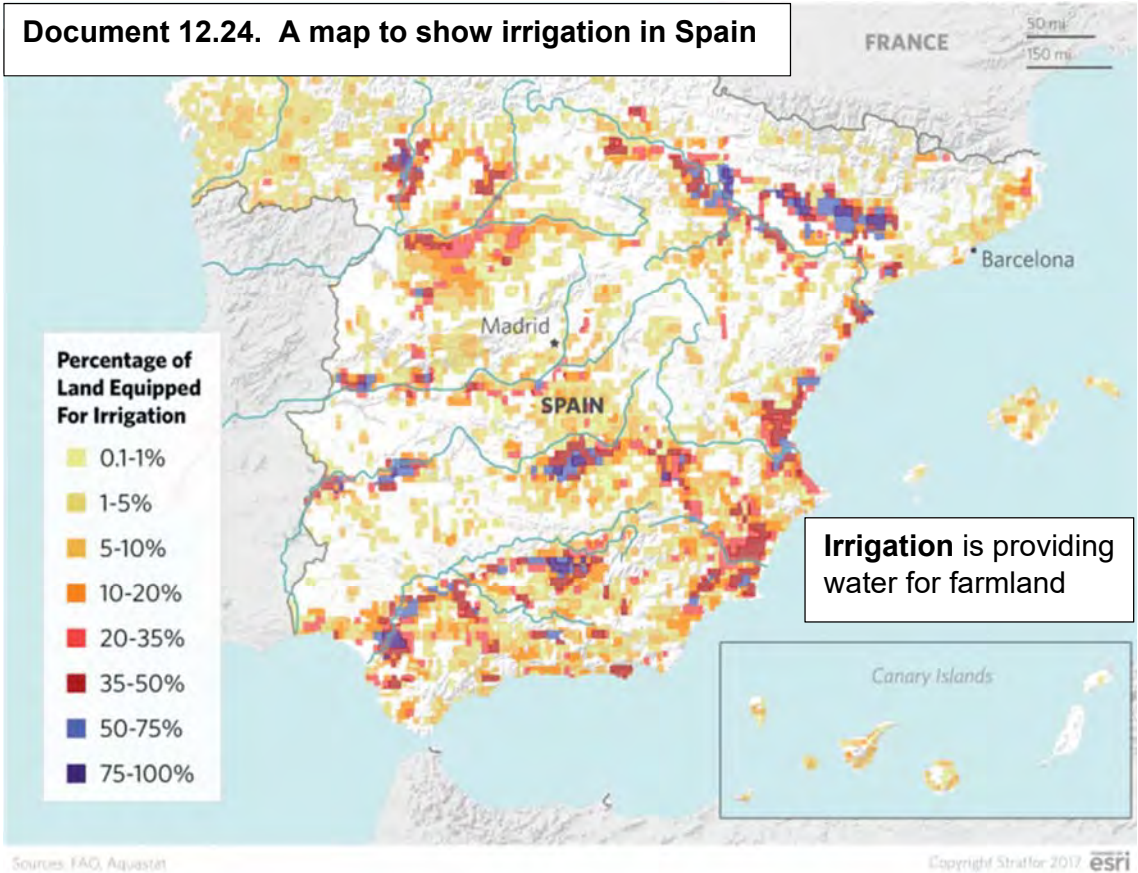 Document 12.24. A map to show irrigation in Spain
FRANCE
50 mi
150 mi
Barcelona
Madrid
SPAIN
Percentage of
Land Equipped
For Irrigation
0.1-1%
1-5%
5-10%
10-20%
20-35%
35-50%
50-75%
75-100%
Irrigation is providing
water for farmland
Canary Islands
Sources: FAO, Aquastat
Copyright Stratfor 2017 esri